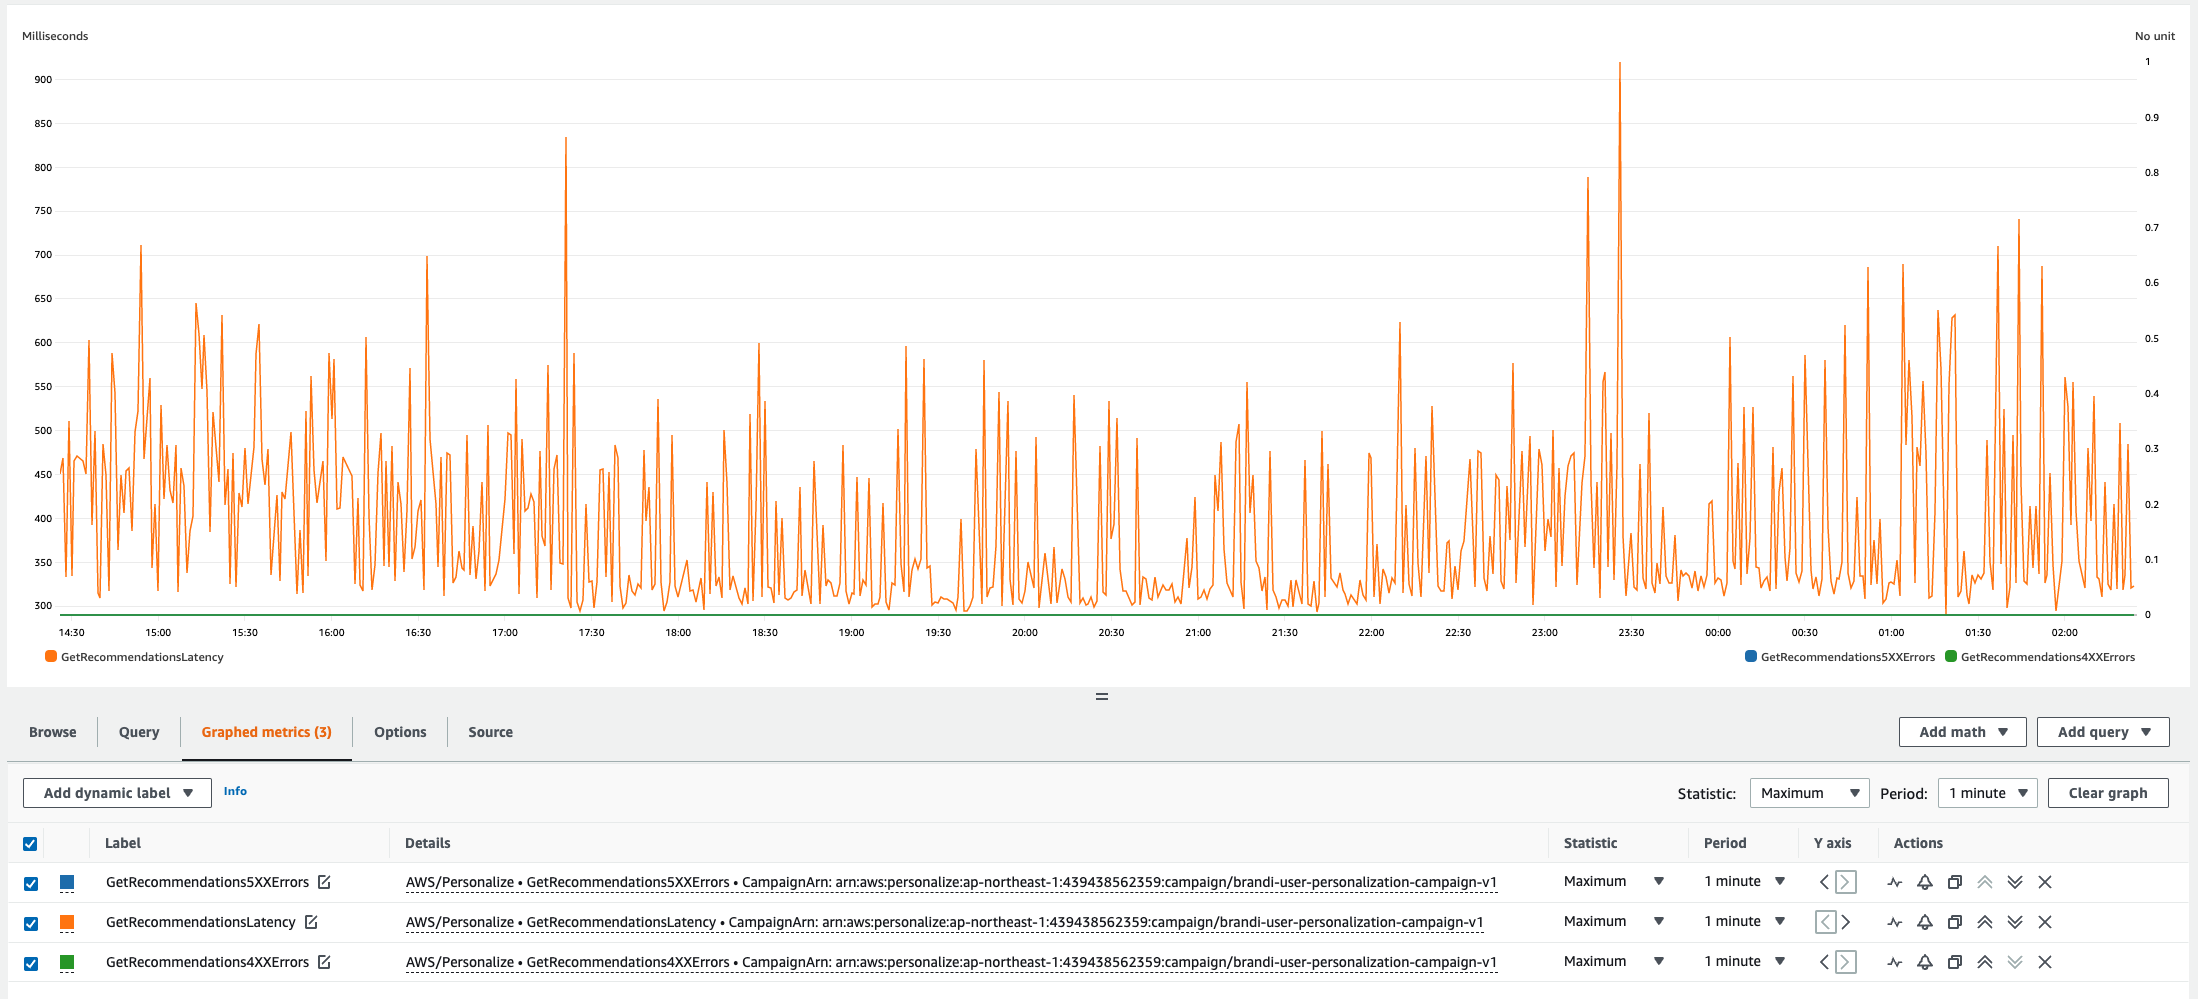 Milliseconds
No unit
900
850
800
750
700
650
600
550
500
450
400
350
300
1
0.9
0.8
0.7
0.6
0.5
0.4
0.3
0.2
0.1
0
14:30 15:00 15:30 16:00 16:30 17:00 17:30 18:00 18:30 19:00 19:30 20:00 20:30 21:00 21:30 22:00 22:30 23:00 23:30 00:00 00:30 01:00 01:30 02:00
GetRecommendationsLatency
GetRecommendations5XXErrors GetRecommendations4XXErrors
Browse Query Graphed metrics (3) Options Source
Add math Add query
Add dynamic label Info
Statistic: Maximum Period: 1 minute Clear graph
Label Details Statistic Period Y axis Actions
GetRecommendations5XXErrors AWS/Personalize • GetRecommendations5XXErrors • CampaignArn: arn:aws:personalize:ap-northeast-1:439438562359:campaign/brandi-user-personalization-campaign-v1 Maximum 1 minute
GetRecommendationsLatency AWS/Personalize • GetRecommendationsLatency • CampaignArn: arn:aws:personalize:ap-northeast-1:439438562359:campaign/brandi-user-personalization-campaign-v1 Maximum 1 minute
GetRecommendations4XXErrors AWS/Personalize • GetRecommendations4XXErrors • CampaignArn: arn:aws:personalize:ap-northeast-1:439438562359:campaign/brandi-user-personalization-campaign-v1 Maximum 1 minute